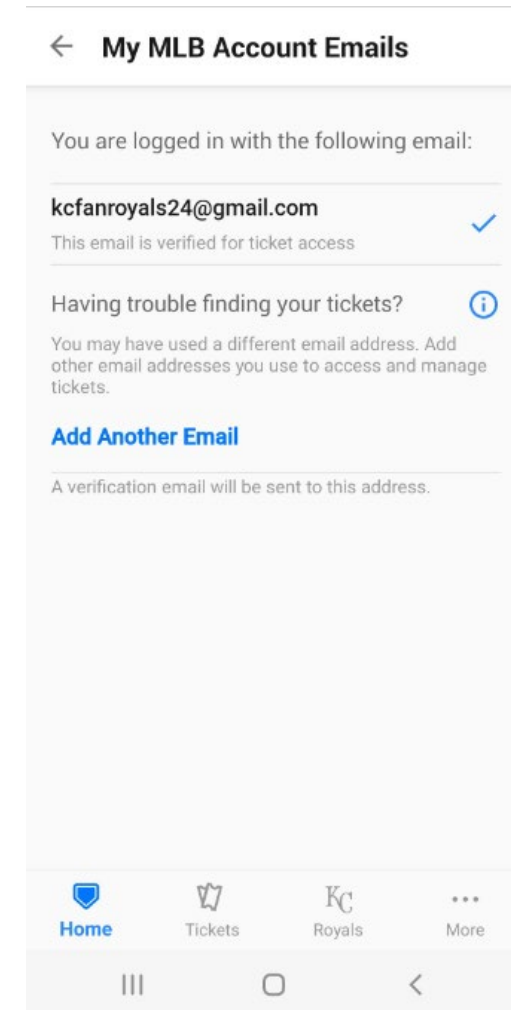 My MLB Account Emails
You are logged in with the following email:
kcfanroyals24@gmail.com
This email is verified for ticket access
Having trouble finding your tickets?
You may have used a different email address. Add
other email addresses you use to access and manage
tickets.
Add Another Email
A verification email will be sent to this address.
KC
Home Tickets Royals More